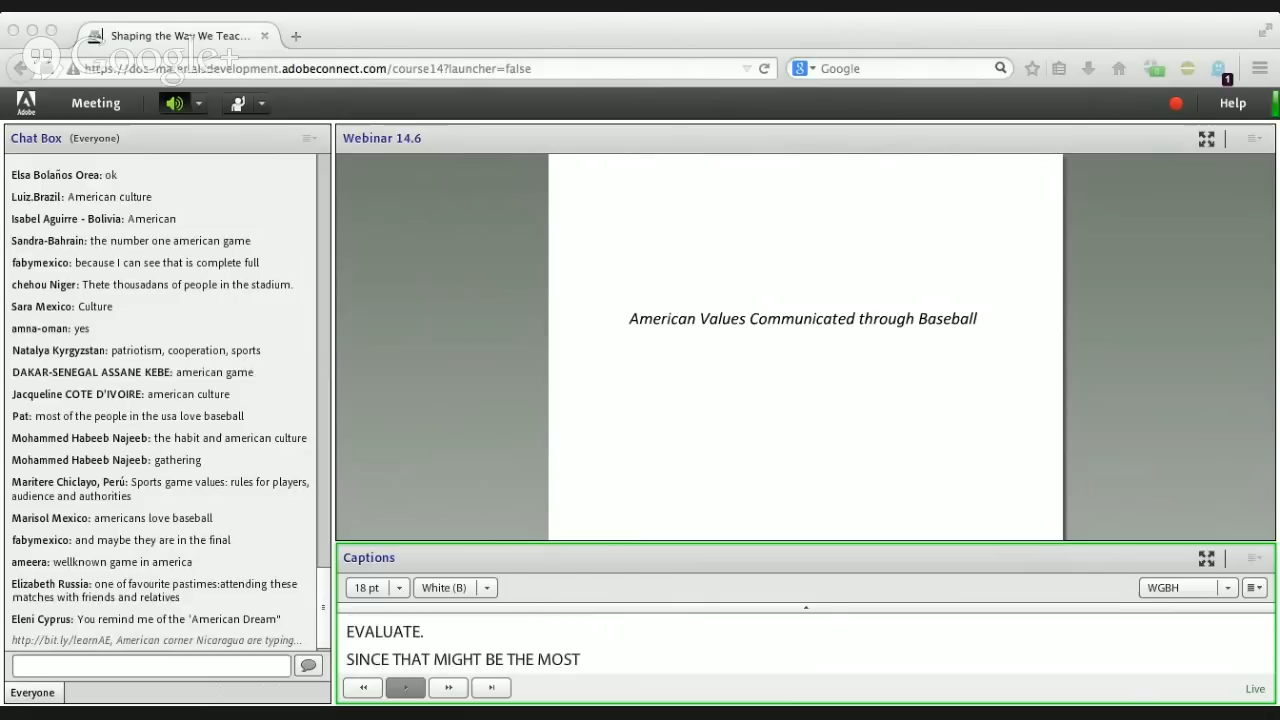 Shaping the Way We Teac...
Google+
adobeconnect.com/course14?launcher=false
Google
1
Adobe
Meeting
Help
Chat Box (Everyone)
Elsa Bolaños Orea: ok
Luiz.Brazil: American culture
Isabel Aguirre - Bolivia: American
Sandra-Bahrain: the number one american game
fabymexico: because I can see that is complete full
chehou Niger: Thete thousadans of people in the stadium.
Sara Mexico: Culture
amna-oman: yes
Natalya Kyrgyzstan: patriotism, cooperation, sports
DAKAR-SENEGAL ASSANE KEBE: american game
Jacqueline COTE D'IVOIRE: american culture
Pat: most of the people in the usa love baseball
Mohammed Habeeb Najeeb: the habit and american culture
Mohammed Habeeb Najeeb: gathering
Maritere Chiclayo, Perú: Sports game values: rules for players,
audience and authorities
Marisol Mexico: americans love baseball
fabymexico: and maybe they are in the final
ameera: wellknown game in america
Elizabeth Russia: one of favourite pastimes:attending these
matches with friends and relatives
Eleni Cyprus: You remind me of the 'American Dream"
http://bit.ly/learnAE, American corner Nicaragua are typing...
Everyone
Webinar 14.6
American Values Communicated through Baseball
Captions
18 pt
White (B)
WGBH
EVALUATE.
SINCE THAT MIGHT BE THE MOST
Live